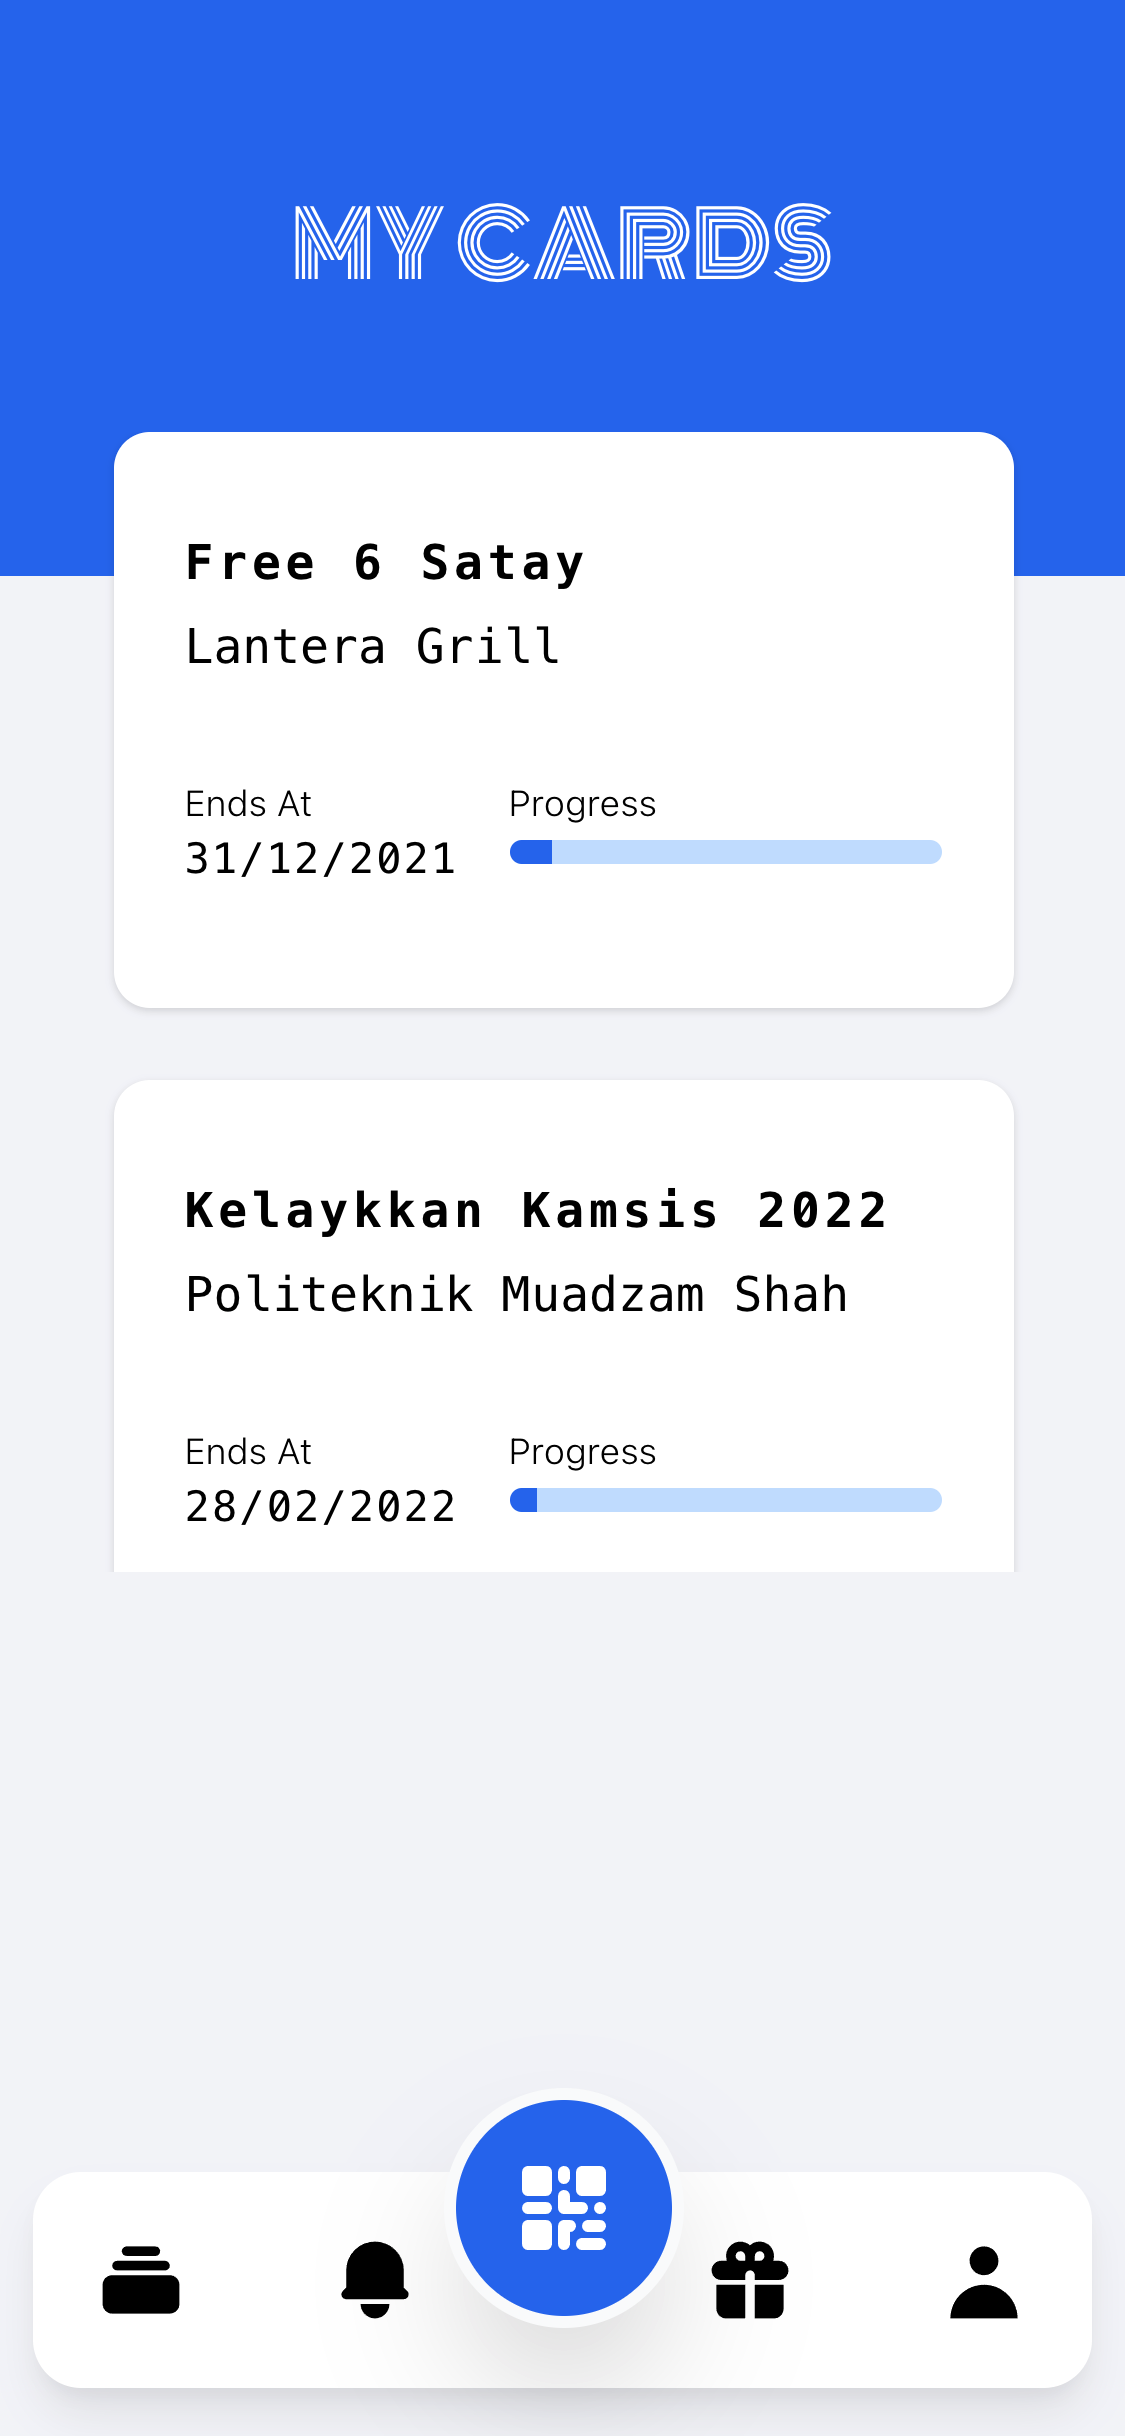 MY CARDS
Free 6 Satay
Lantera Grill
Ends At
Progress
31/12/2021
Kelaykkan Kamsis 2022
Politeknik Muadzam Shah
Ends At
Progress
28/02/2022